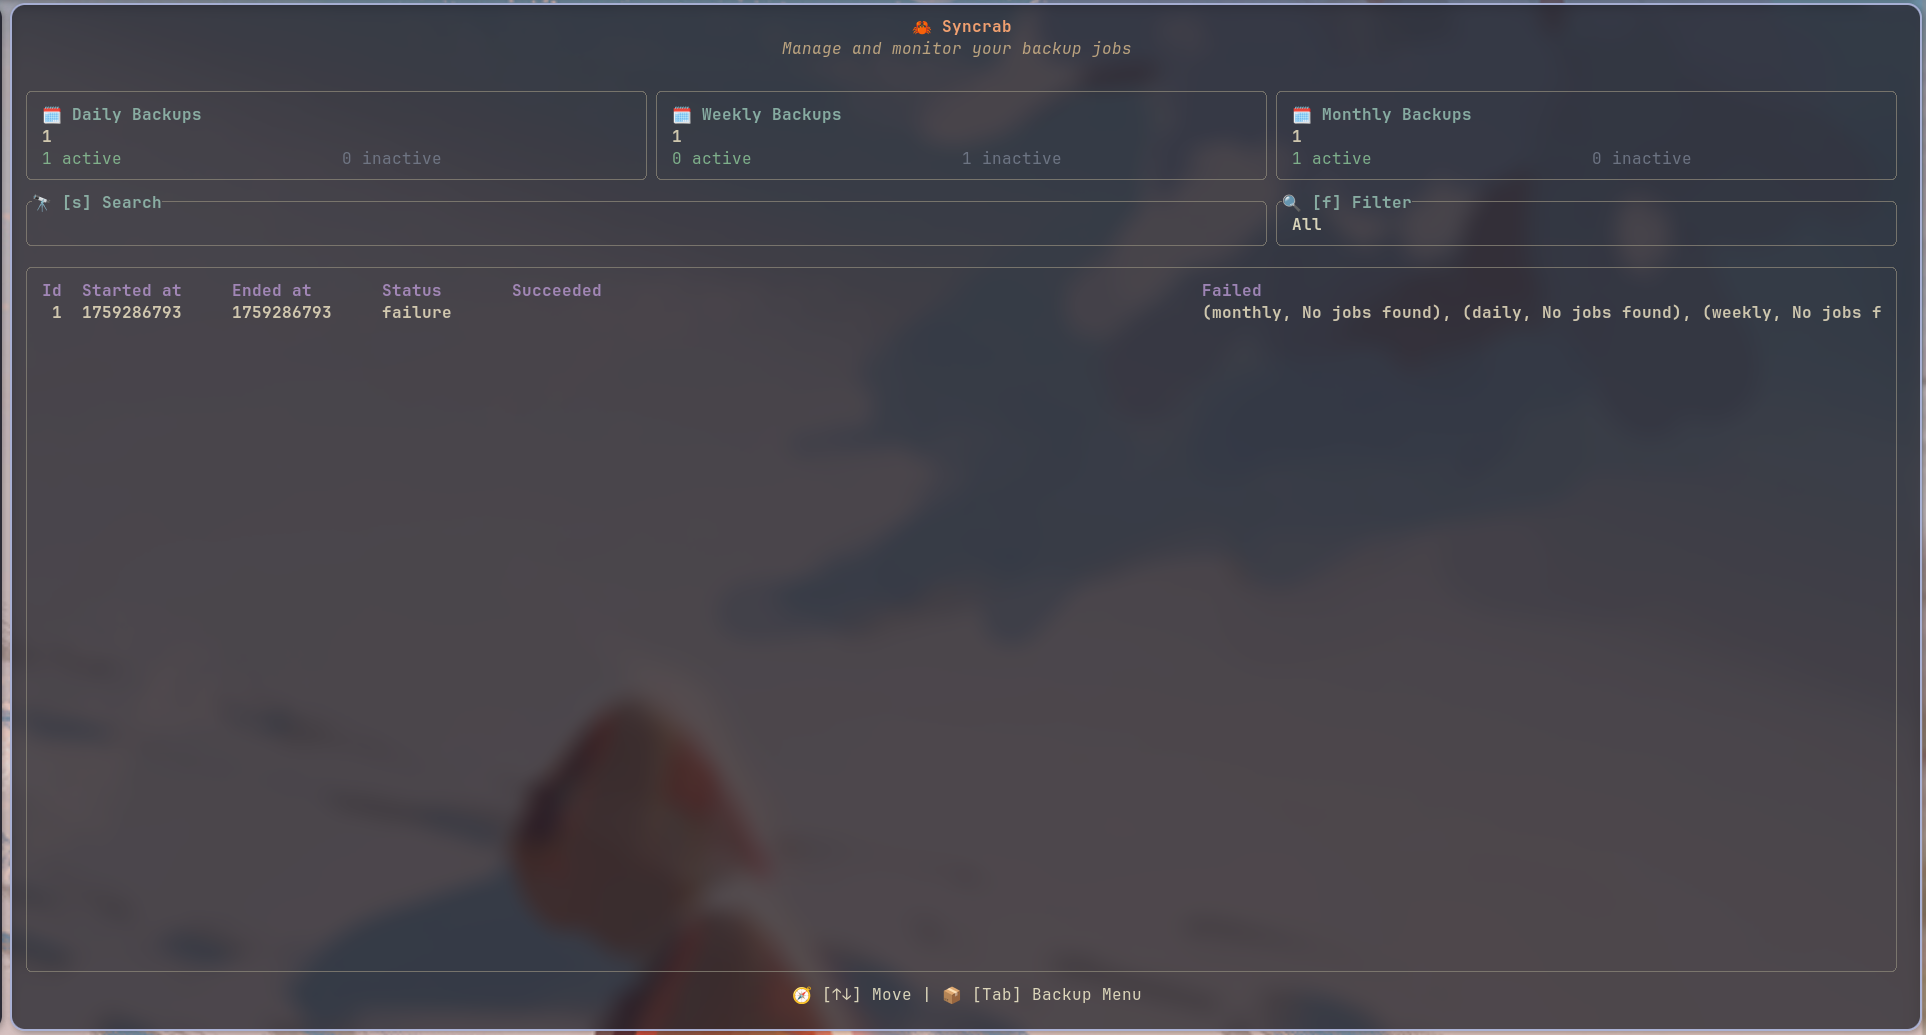 🦀 Syncrab
Manage and monitor your backup jobs
🗓️ Daily Backups
1
1 active 0 inactive
🗓️ Weekly Backups
1
0 active 1 inactive
🗓️ Monthly Backups
1
1 active 0 inactive
🔭 [s] Search
🔍 [f] Filter
All
Id Started at Ended at Status Succeeded Failed
1 1759286793 1759286793 failure (monthly, No jobs found), (daily, No jobs found), (weekly, No jobs f
🧭 [↑↓] Move | 📦 [Tab] Backup Menu